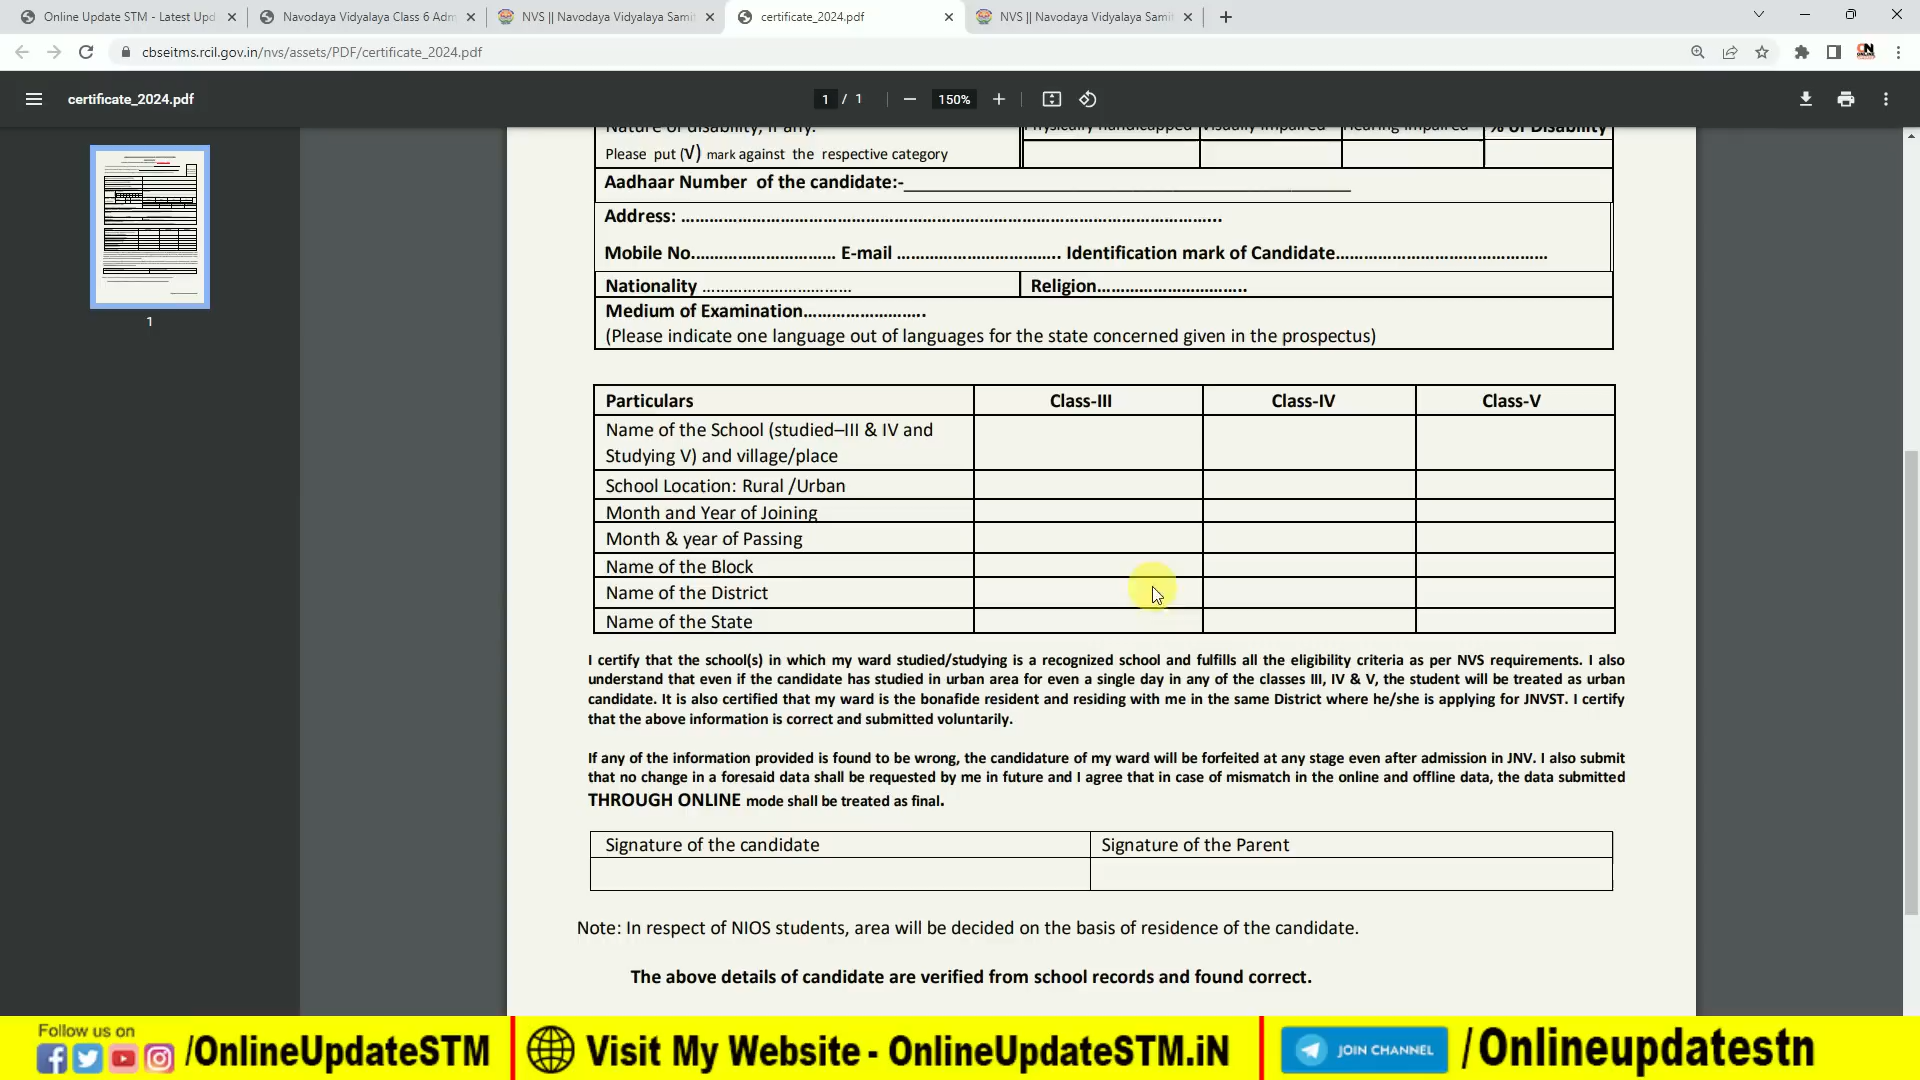 Online Update STM - Latest Upd
Navodaya Vidyalaya Class 6 Adm
NVS || Navodaya Vidyalaya Samit
certificate_2024.pdf
NVS || Navodaya Vidyalaya Samit
cbseitms.rcil.gov.in/nvs/assets/PDF/certificate_2024.pdf
certificate_2024.pdf
1 / 1
150%
1
Nature of disability, if any:
Physically handicapped
Visually impaired
Hearing impaired
% of Disability
Please put (√) mark against the respective category
Aadhaar Number of the candidate:-
Address: ………………………………………………………………………………...
Mobile No……………………. E-mail ……………………….. Identification mark of Candidate………………………………
Nationality …………………………
Religion……………………..
Medium of Examination……………………..
(Please indicate one language out of languages for the state concerned given in the prospectus)
Particulars
Class-III
Class-IV
Class-V
Name of the School (studied–III & IV and
Studying V) and village/place
School Location: Rural /Urban
Month and Year of Joining
Month & year of Passing
Name of the Block
Name of the District
Name of the State
I certify that the school(s) in which my ward studied/studying is a recognized school and fulfills all the eligibility criteria as per NVS requirements. I also
understand that even if the candidate has studied in urban area for even a single day in any of the classes III, IV & V, the student will be treated as urban
candidate. It is also certified that my ward is the bonafide resident and residing with me in the same District where he/she is applying for JNVST. I certify
that the above information is correct and submitted voluntarily.
If any of the information provided is found to be wrong, the candidature of my ward will be forfeited at any stage even after admission in JNV. I also submit
that no change in a foresaid data shall be requested by me in future and I agree that in case of mismatch in the online and offline data, the data submitted
THROUGH ONLINE mode shall be treated as final.
Signature of the candidate
Signature of the Parent
Note: In respect of NIOS students, area will be decided on the basis of residence of the candidate.
The above details of candidate are verified from school records and found correct.
Follow us on
/OnlineUpdateSTM
Visit My Website - OnlineUpdateSTM.iN
JOIN CHANNEL
/Onlineupdatestn